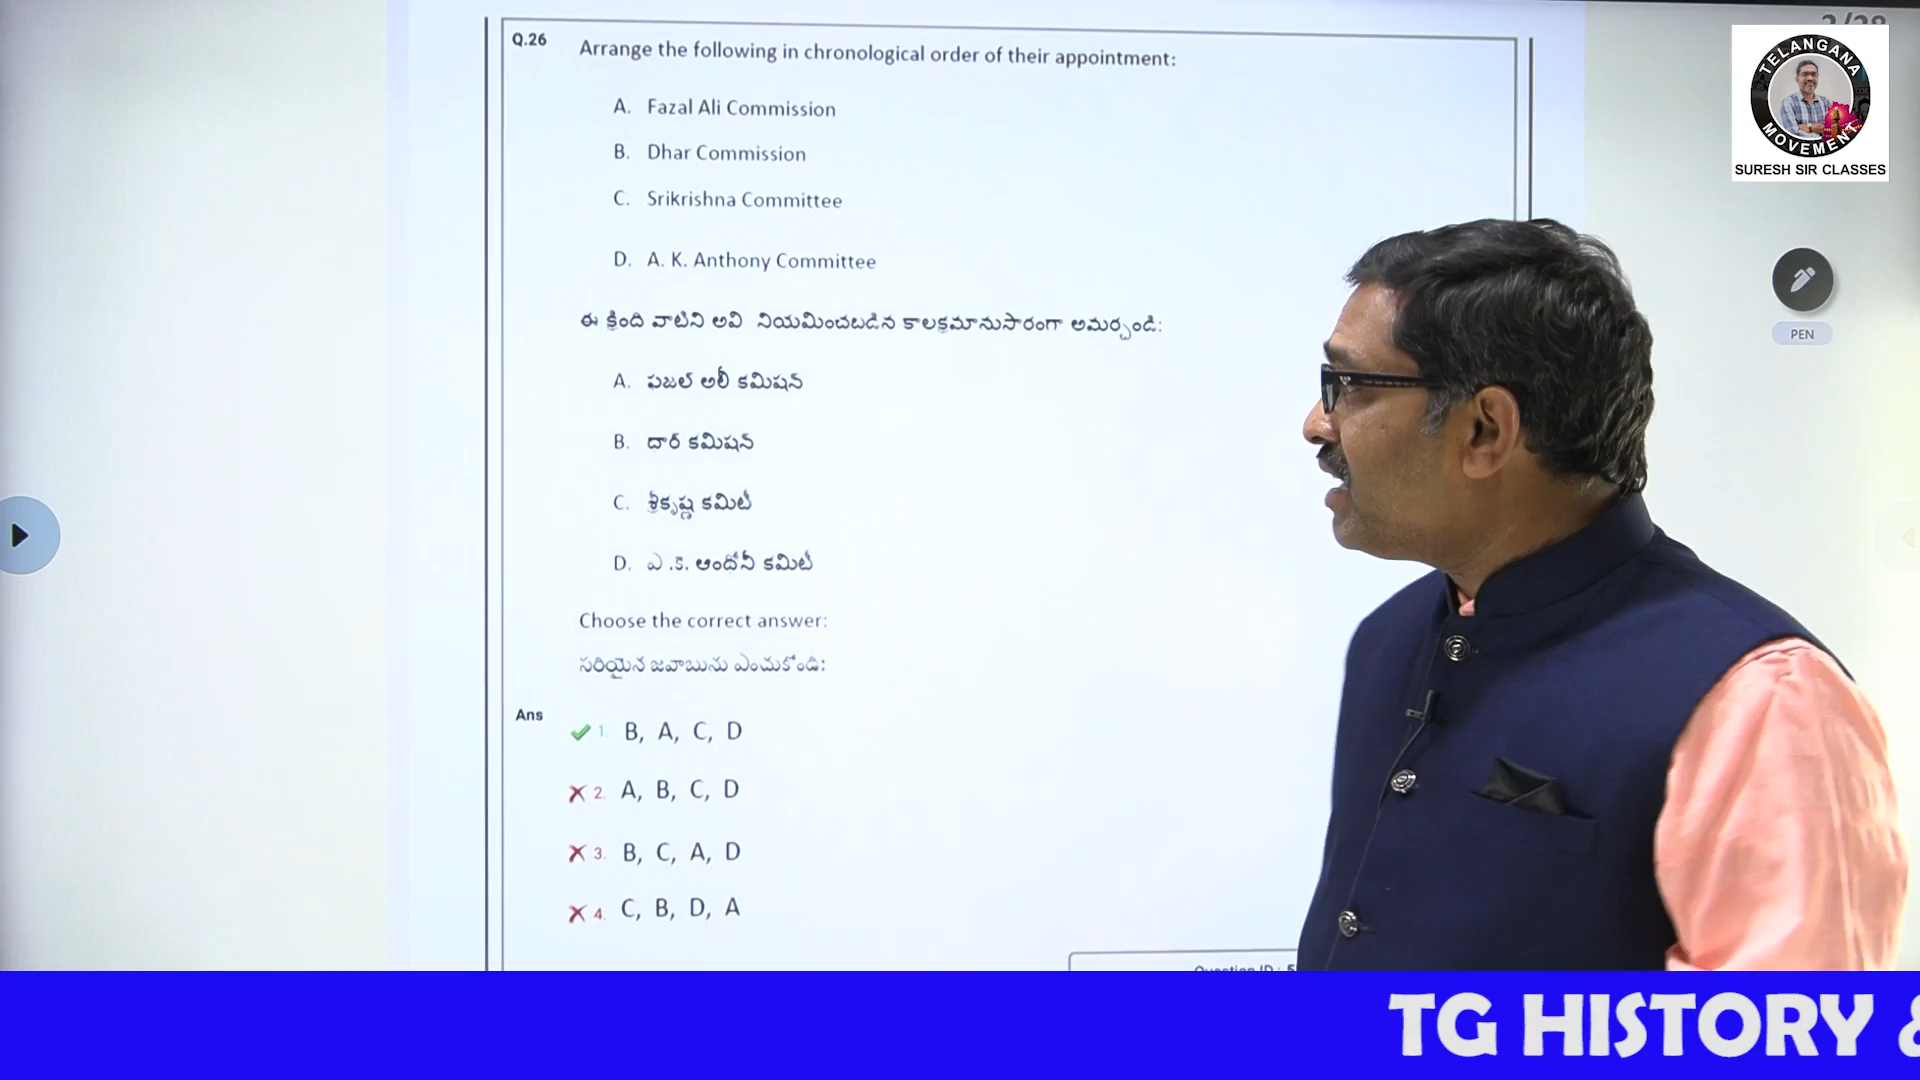 Q.26 Arrange the following in chronological order of their appointment:
A. Fazal Ali Commission
B. Dhar Commission
C. Srikrishna Committee
D. A. K. Anthony Committee
ఈ క్రింది వాటిని అవి నియమించబడిన కాలక్రమానుసారంగా అమర్చండి:
A. ఫజల్ అలీ కమిషన్
B. దార్ కమిషన్
C. శ్రీకృష్ణ కమిటీ
D. ఎ .కె. ఆంథోనీ కమిటీ
Choose the correct answer:
సరియైన జవాబును ఎంచుకోండి:
Ans
1. B, A, C, D
2. A, B, C, D
3. B, C, A, D
4. C, B, D, A
TELANGANA
MOVEMENT
SURESH SIR CLASSES
PEN
TG HISTORY &